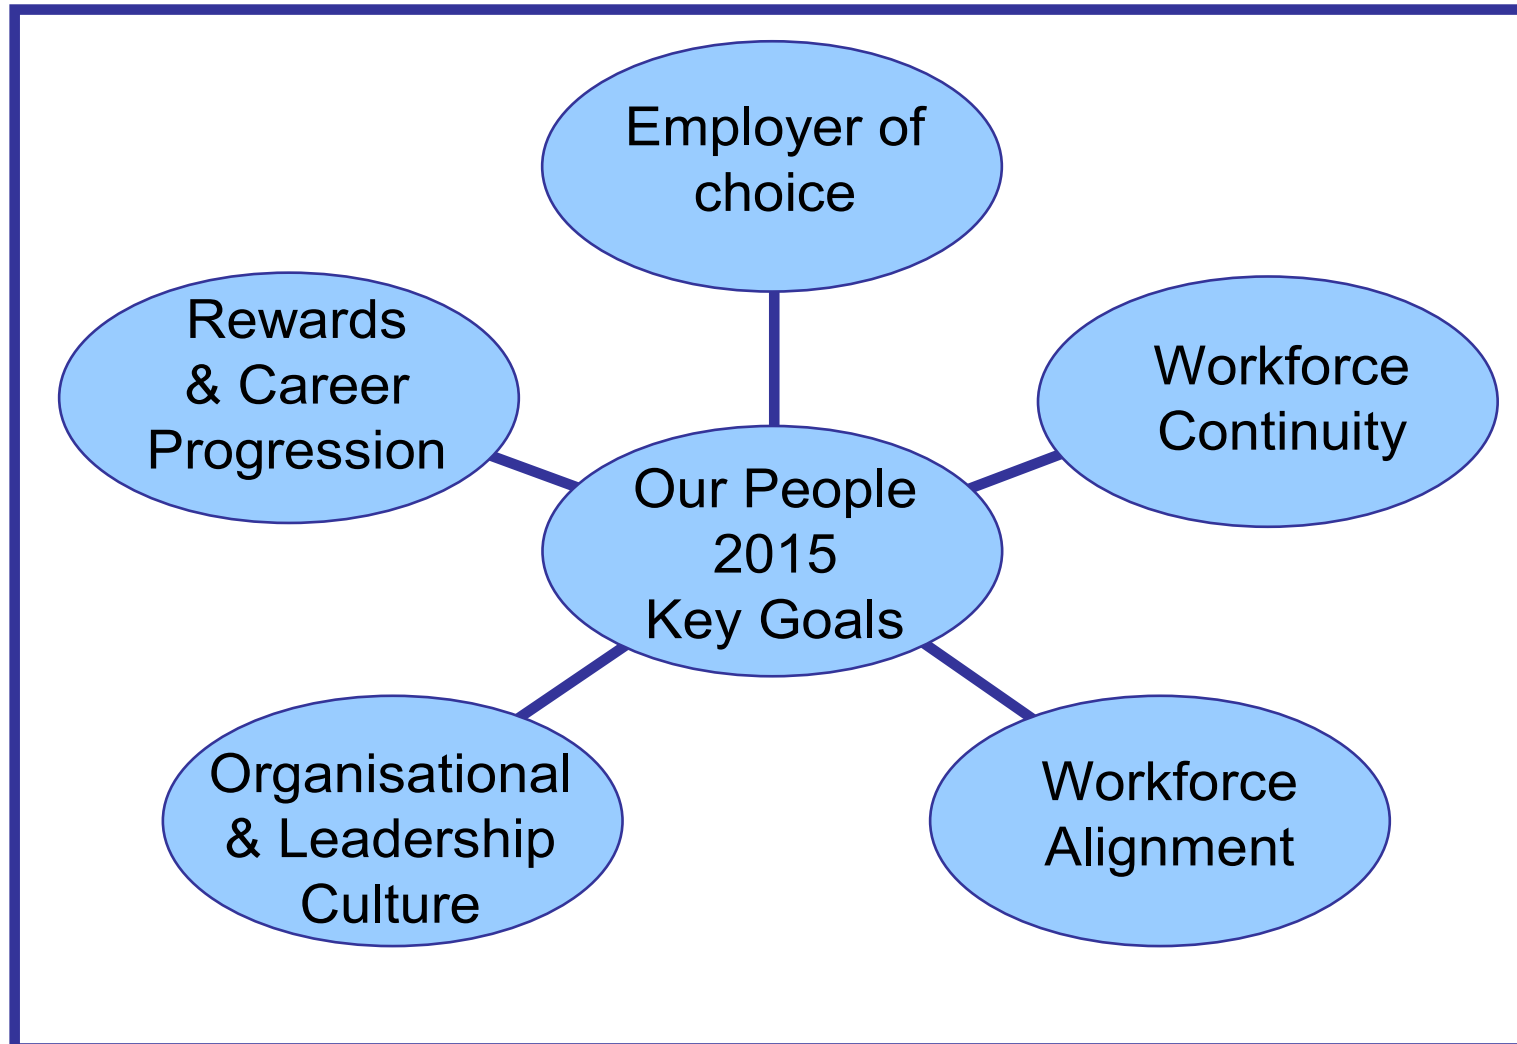 Employer of
choice
Rewards
& Career
Progression
Workforce
Continuity
Our People
2015
Key Goals
Organisational
& Leadership
Culture
Workforce
Alignment